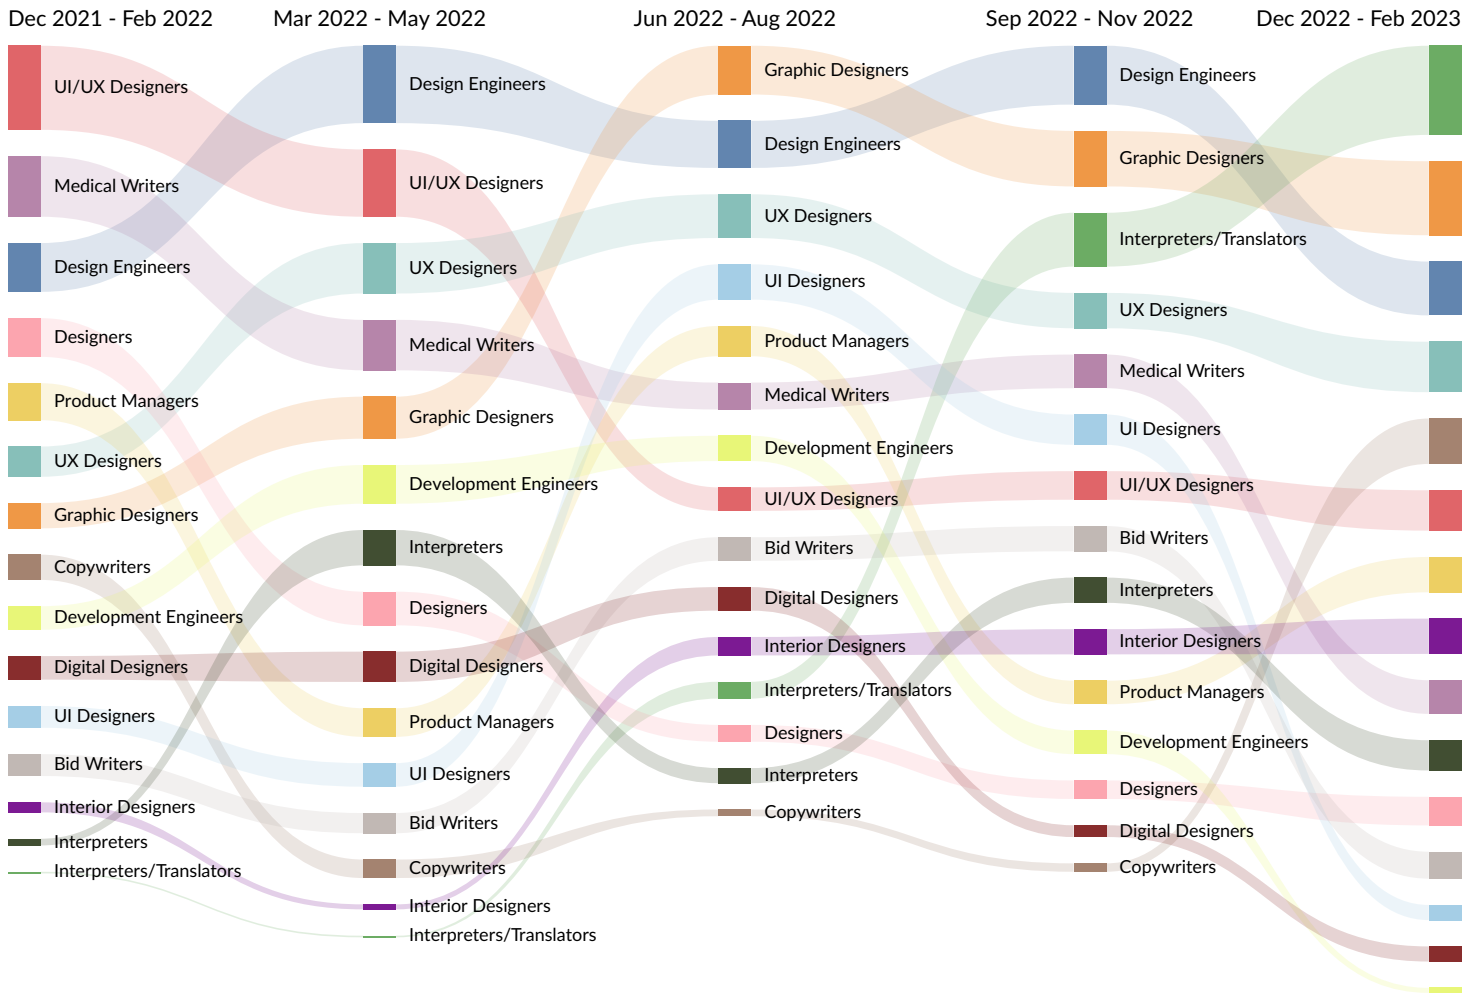 Dec 2021 - Feb 2022
Mar 2022 - May 2022
Jun 2022 - Aug 2022
Sep 2022 - Nov 2022
Dec 2022 - Feb 2023
UI/UX Designers
Medical Writers
Design Engineers
Designers
Product Managers
UX Designers
Graphic Designers
Copywriters
Development Engineers
Digital Designers
UI Designers
Bid Writers
Interior Designers
Interpreters
Interpreters/Translators
Design Engineers
UI/UX Designers
UX Designers
Medical Writers
Graphic Designers
Development Engineers
Interpreters
Designers
Digital Designers
Product Managers
UI Designers
Bid Writers
Copywriters
Interior Designers
Interpreters/Translators
Graphic Designers
Design Engineers
UX Designers
UI Designers
Product Managers
Medical Writers
Development Engineers
UI/UX Designers
Bid Writers
Digital Designers
Interior Designers
Interpreters/Translators
Designers
Interpreters
Copywriters
Design Engineers
Graphic Designers
Interpreters/Translators
UX Designers
Medical Writers
UI Designers
UI/UX Designers
Bid Writers
Interpreters
Interior Designers
Product Managers
Development Engineers
Designers
Digital Designers
Copywriters